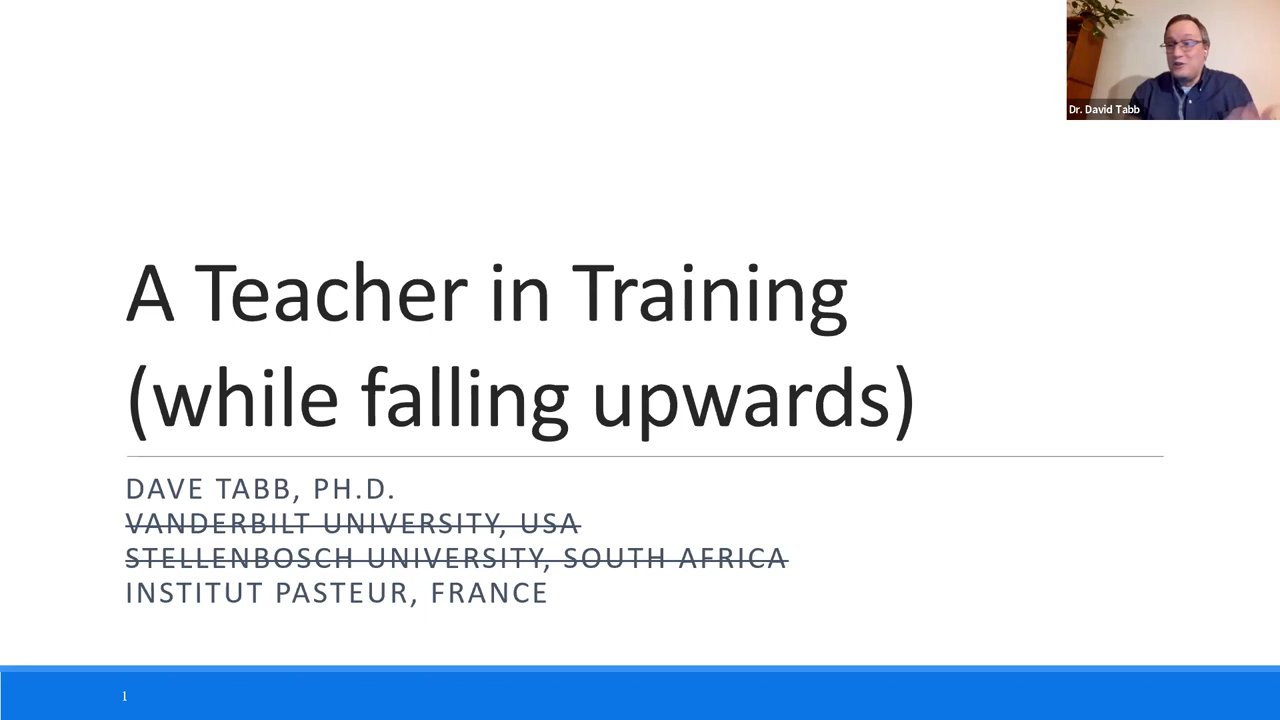 Dr. David Tabb
A Teacher in Training
(while falling upwards)
DAVE TABB, PH.D.
VANDERBILT UNIVERSITY, USA
STELLENBOSCH UNIVERSITY, SOUTH AFRICA
INSTITUT PASTEUR, FRANCE
1